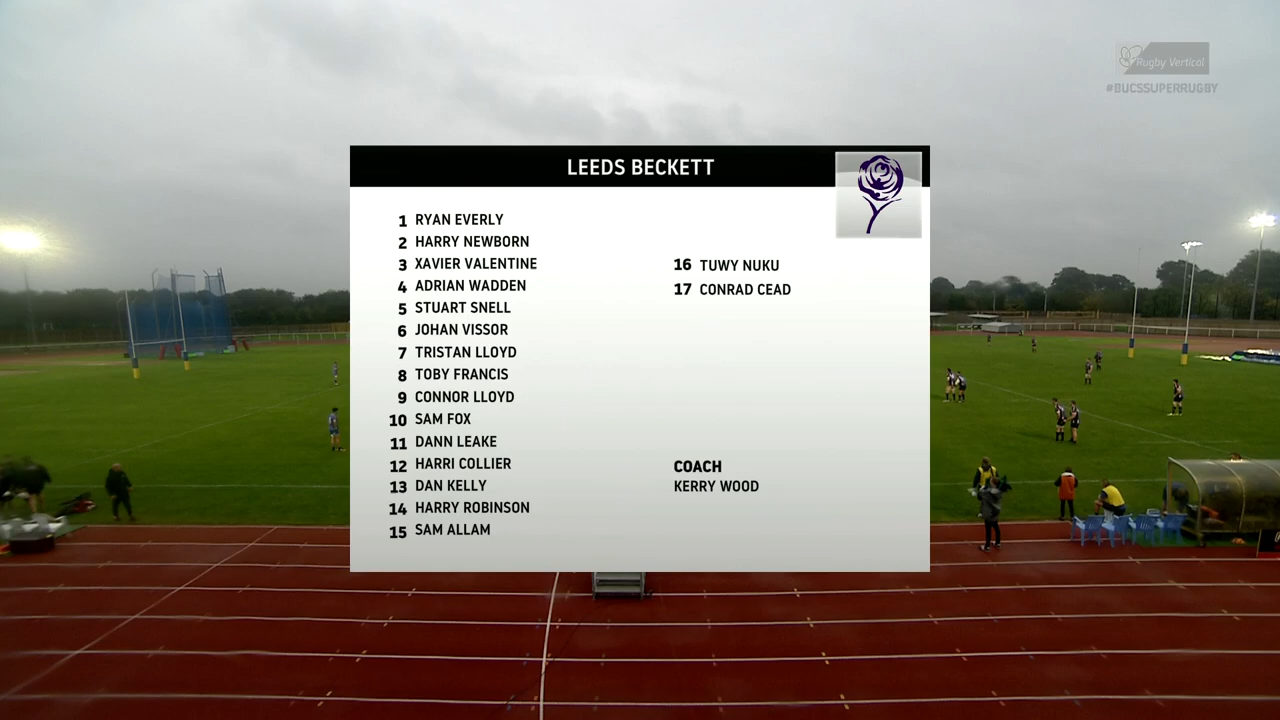 Rugby Vertical
#BUCSSUPERRUGBY
LEEDS BECKETT
1 RYAN EVERLY
2 HARRY NEWBORN
3 XAVIER VALENTINE
4 ADRIAN WADDEN
5 STUART SNELL
6 JOHAN VISSOR
7 TRISTAN LLOYD
8 TOBY FRANCIS
9 CONNOR LLOYD
10 SAM FOX
11 DANN LEAKE
12 HARRI COLLIER
13 DAN KELLY
14 HARRY ROBINSON
15 SAM ALLAM
16 TUWY NUKU
17 CONRAD CEAD
COACH
KERRY WOOD